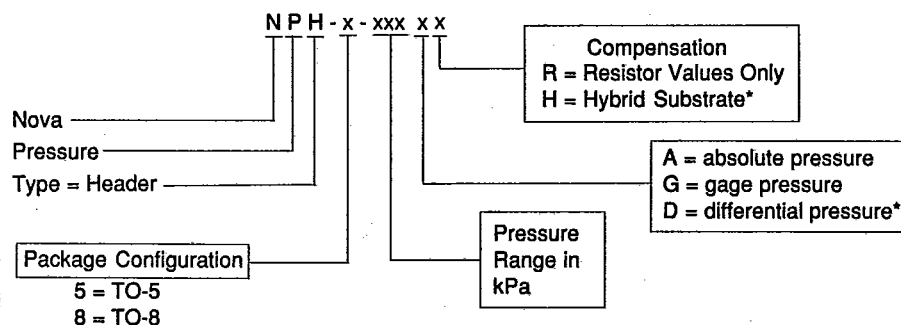 N P H - x - xxx x x
Compensation
R = Resistor Values Only
H = Hybrid Substrate*
Nova
Pressure
Type = Header
A = absolute pressure
G = gage pressure
D = differential pressure*
Pressure
Range in
kPa
Package Configuration
5 = TO-5
8 = TO-8